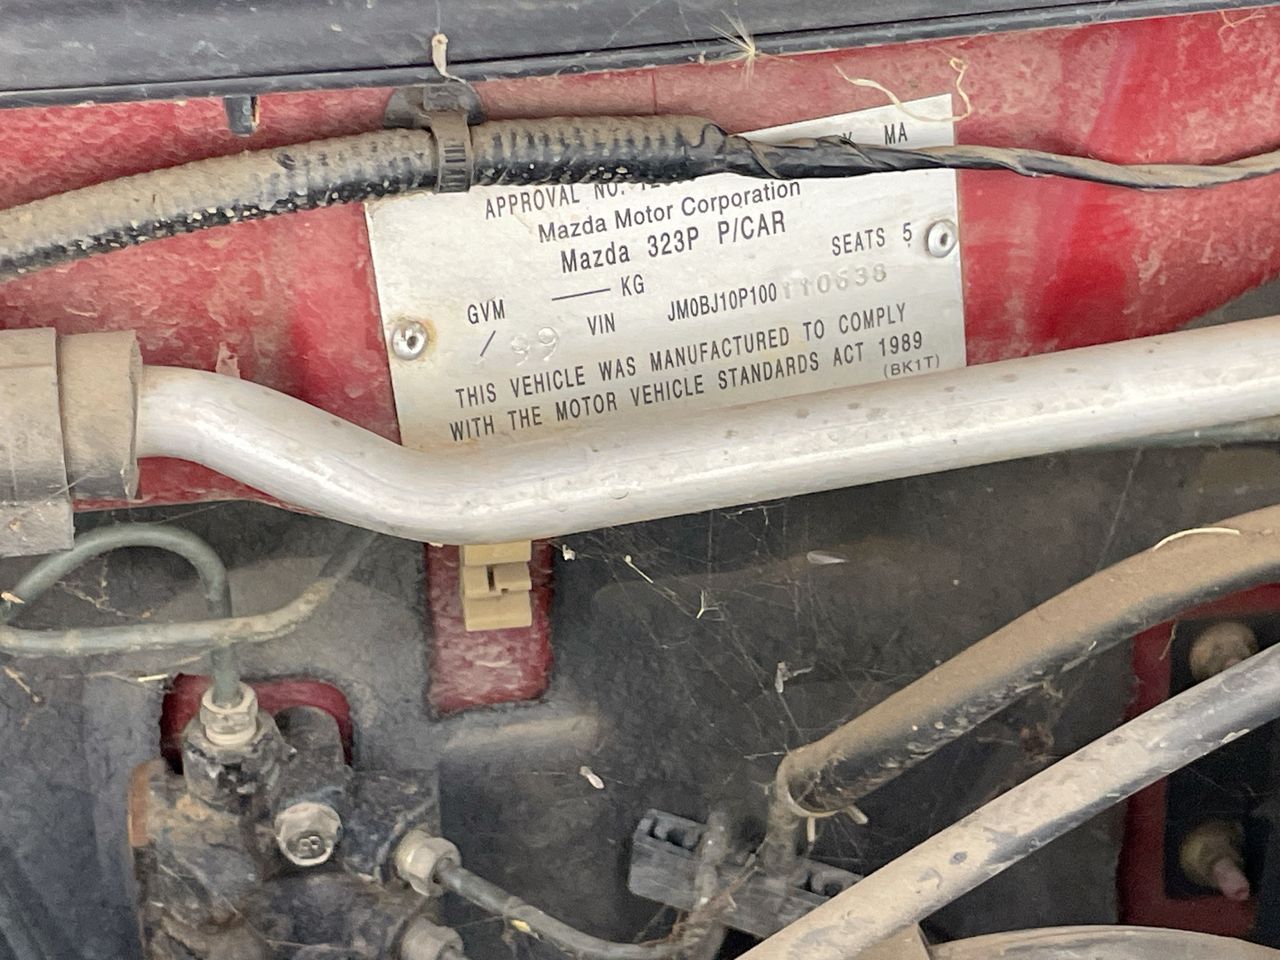 MA
APPROVAL NO.
Mazda Motor Corporation
Mazda 323P P/CAR
SEATS 5
GVM ——— KG
/99 VIN JM0BJ10P100110638
THIS VEHICLE WAS MANUFACTURED TO COMPLY
WITH THE MOTOR VEHICLE STANDARDS ACT 1989
(BK1T)